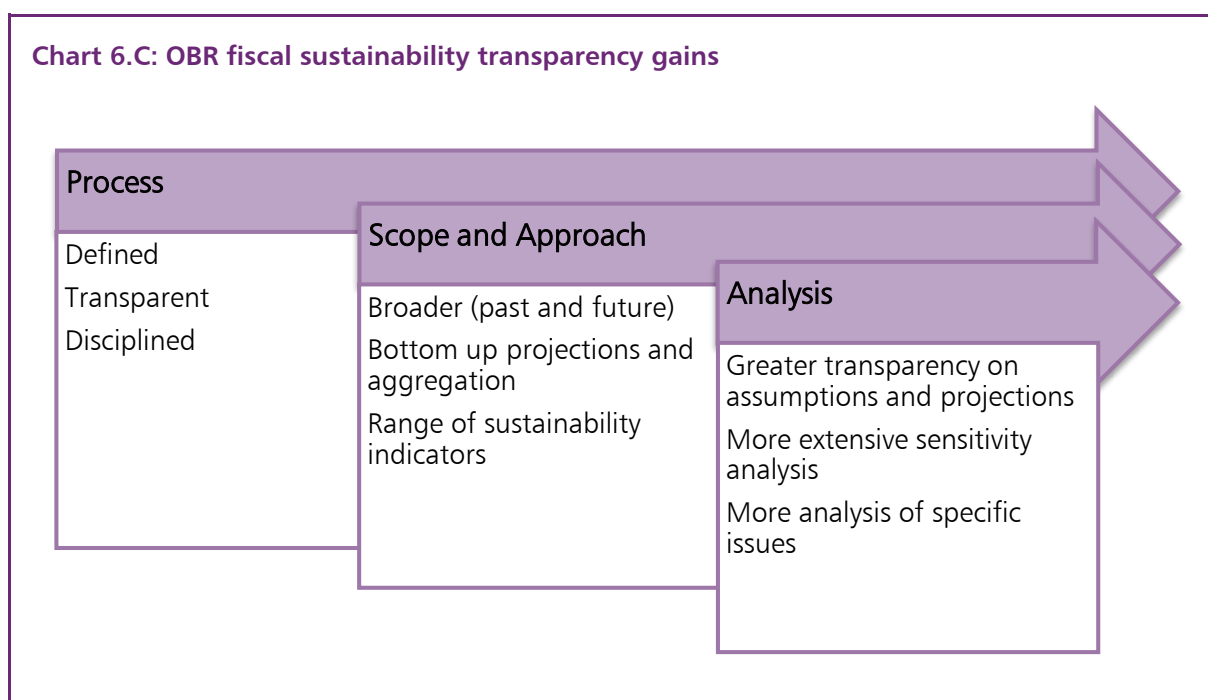 Chart 6.C: OBR fiscal sustainability transparency gains
Process
Defined
Transparent
Disciplined
Scope and Approach
Broader (past and future)
Bottom up projections and
aggregation
Range of sustainability
indicators
Analysis
Greater transparency on
assumptions and projections
More extensive sensitivity
analysis
More analysis of specific
issues